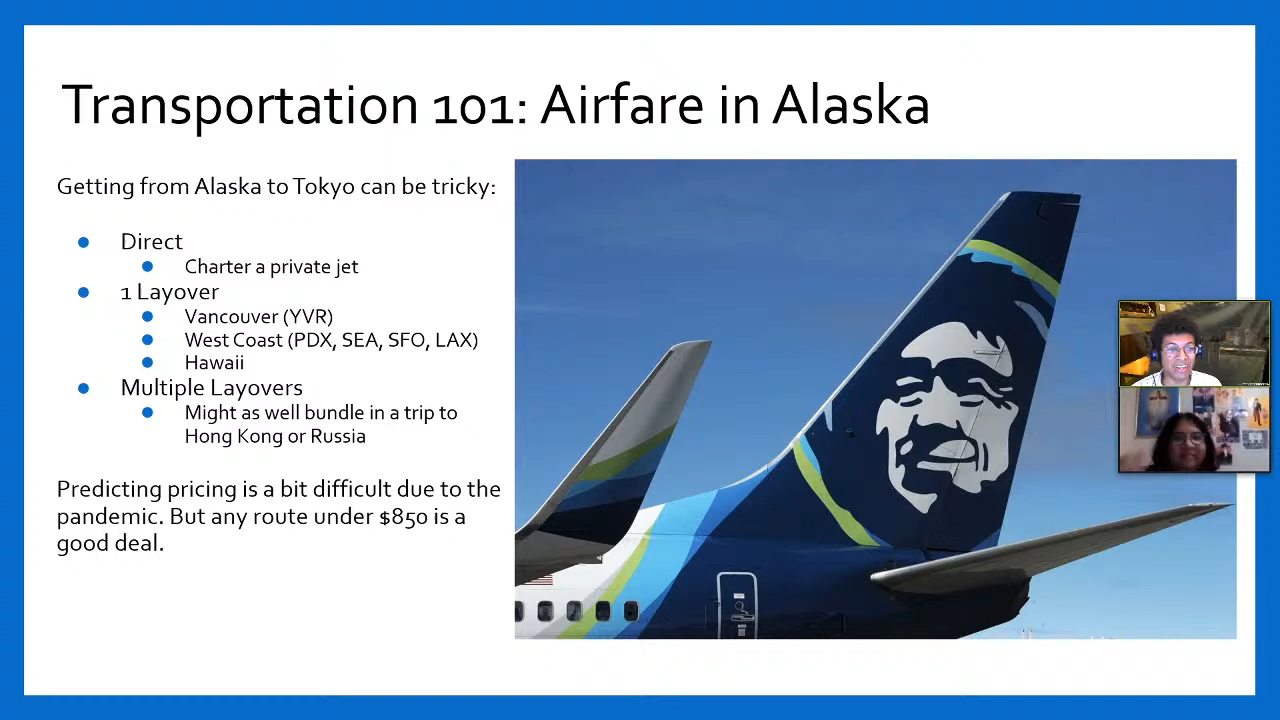 Transportation 101: Airfare in Alaska
Getting from Alaska to Tokyo can be tricky:
Direct
Charter a private jet
1 Layover
Vancouver (YVR)
West Coast (PDX, SEA, SFO, LAX)
Hawaii
Multiple Layovers
Might as well bundle in a trip to
Hong Kong or Russia
Predicting pricing is a bit difficult due to the
pandemic. But any route under $850 is a
good deal.